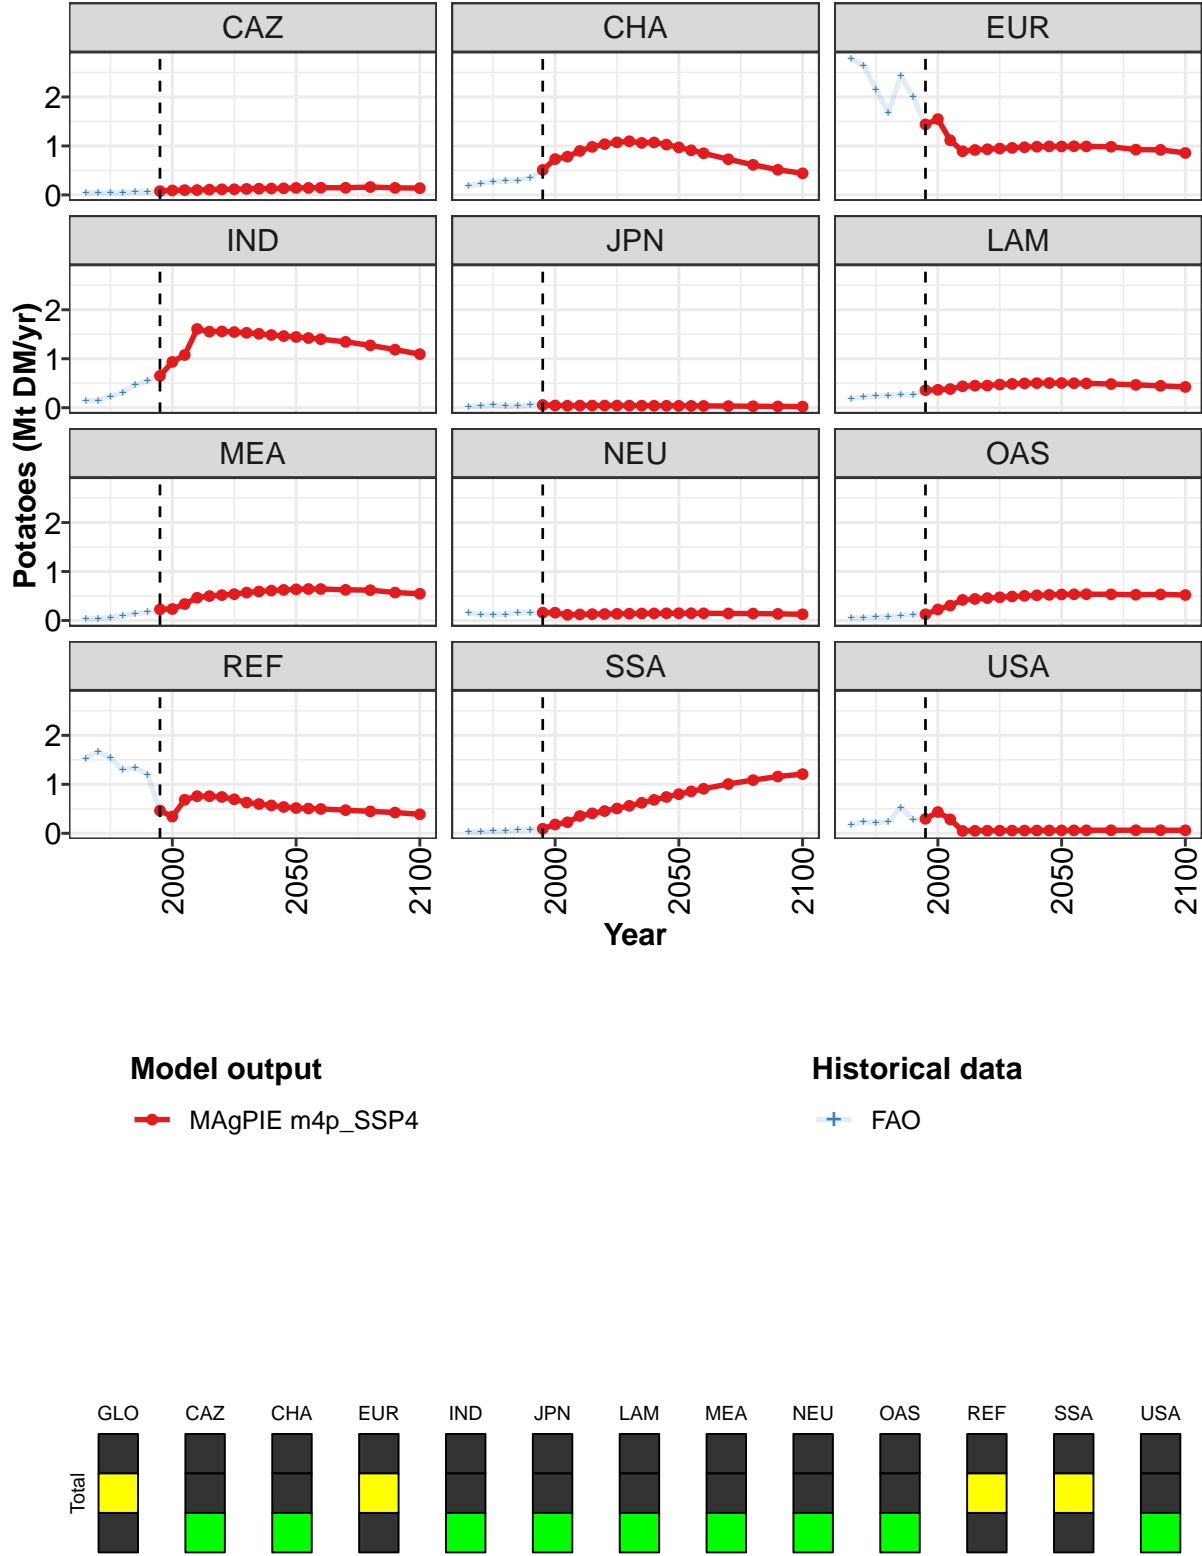 CAZ CHA EUR
2
1
0
IND JPN LAM
2
1
0
MEA NEU OAS
2
1
0
REF SSA USA
2
1
0
Potatoes (Mt DM/yr)
2000 2050 2100 2000 2050 2100 2000 2050 2100
Year
Model output Historical data
MAgPIE m4p_SSP4 FAO
GLO CAZ CHA EUR IND JPN LAM MEA NEU OAS REF SSA USA
Total